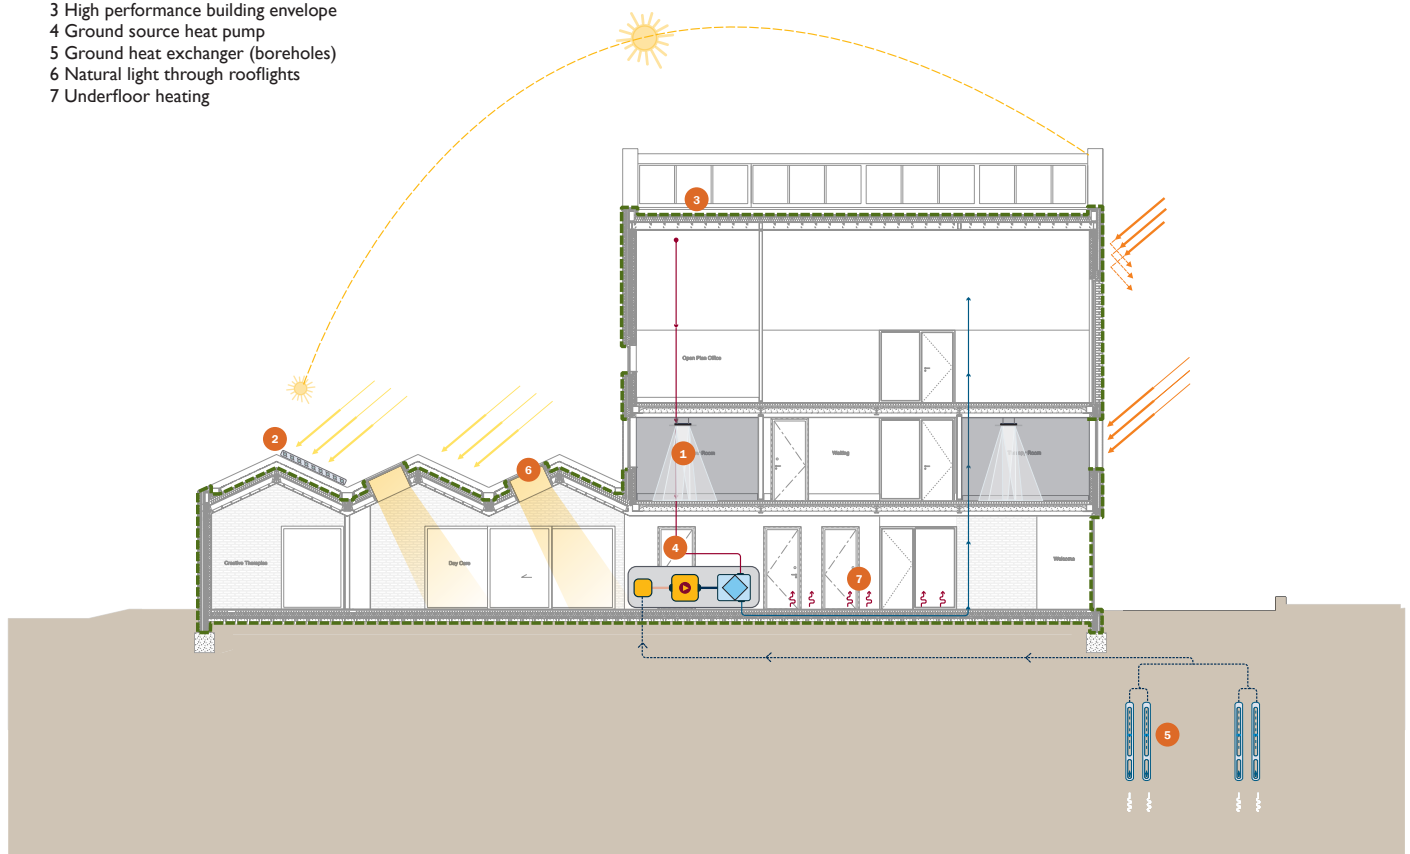 3 High performance building envelope
4 Ground source heat pump
5 Ground heat exchanger (boreholes)
6 Natural light through rooflights
7 Underfloor heating
3
Open Plan Office
2
6
1
Room
Waiting
Room
4
7
Creative Therapies
Day Care
Welcome
5